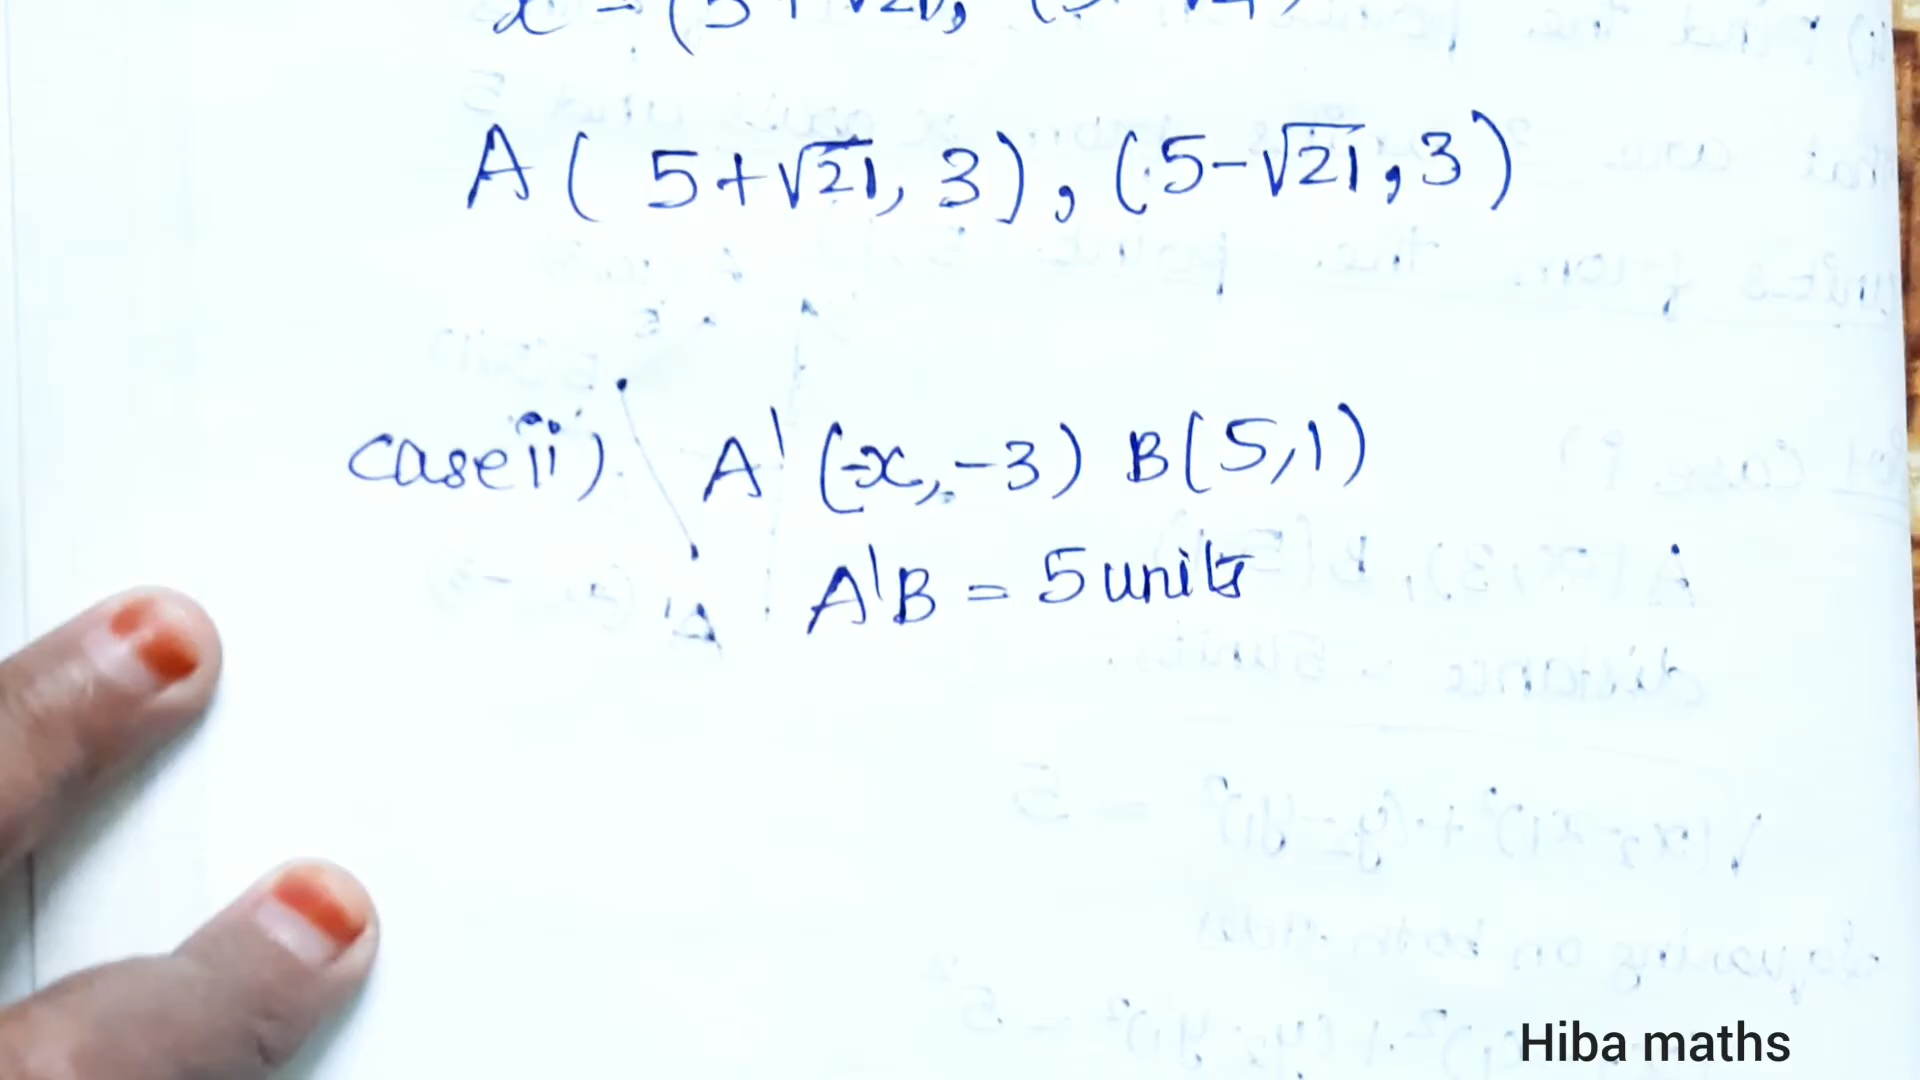 A ( 5+√21, 3), (5-√21, 3)
case ii) A' (-x, -3) B(5,1)
A'B = 5 units
Hiba maths